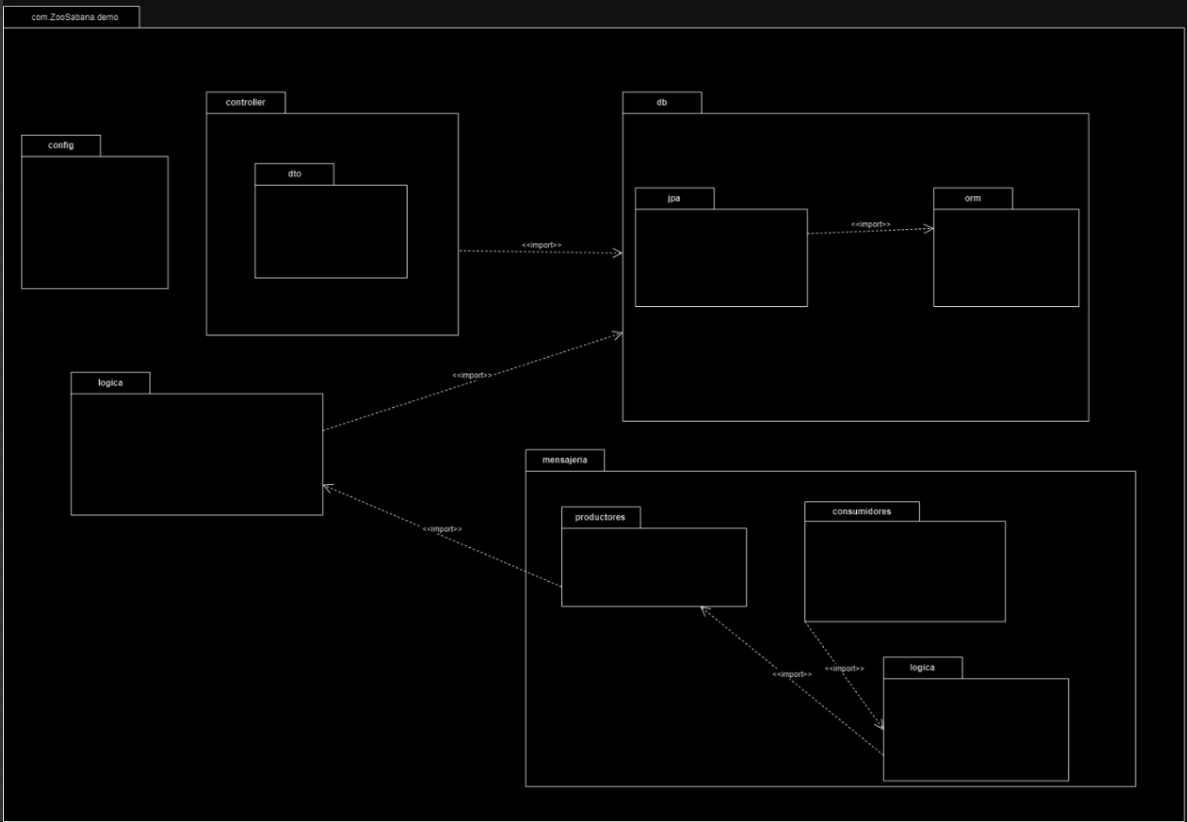 com.ZooSabana.demo
controller
db
config
dto
jpa
orm
<<import>>
<<import>>
logica
<<import>>
mensajeria
productores
consumidores
<<import>>
logica
<<import>>
<<import>>